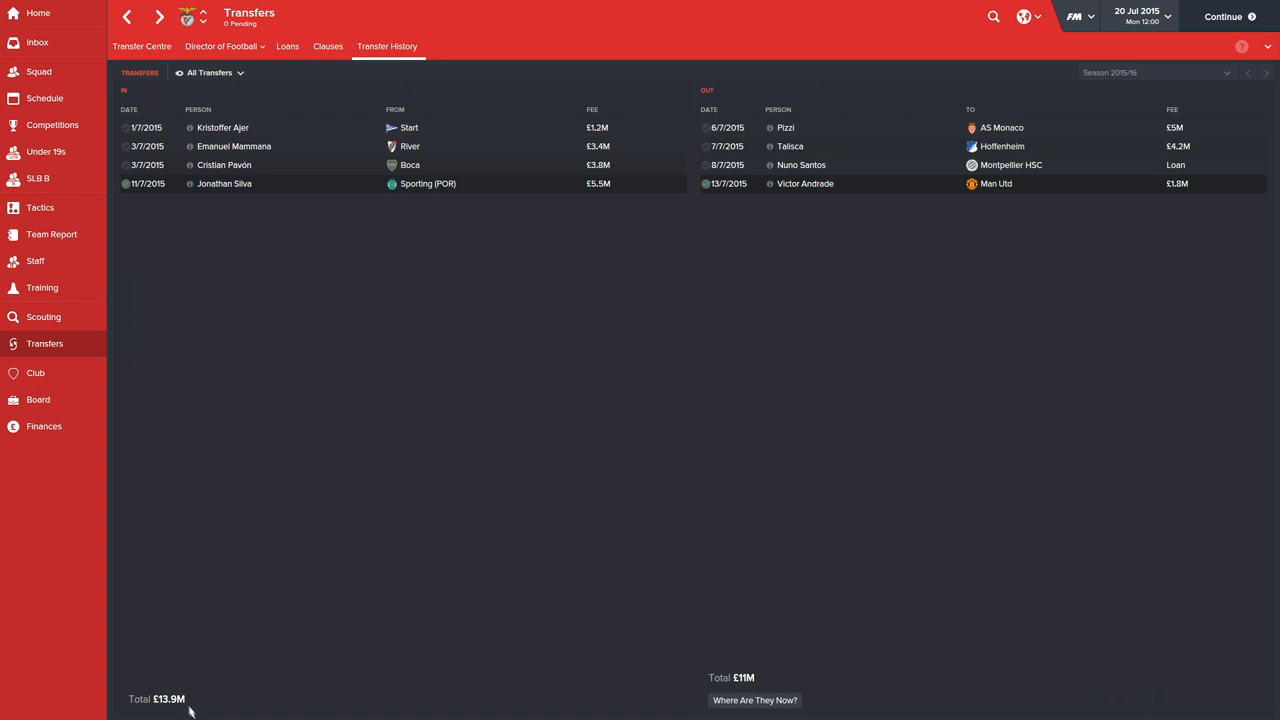 Home
Inbox
Squad
Schedule
Competitions
Under 19s
SLB B
Tactics
Team Report
Staff
Training
Scouting
Transfers
Club
Board
Finances
Transfers
0 Pending
FM
20 Jul 2015
Mon 12:00
Continue
Transfer Centre Director of Football Loans Clauses Transfer History
?
TRANSFERS All Transfers Season 2015/16
IN
DATE PERSON FROM FEE
1/7/2015 Kristoffer Ajer Start £1.2M
3/7/2015 Emanuel Mammana River £3.4M
3/7/2015 Cristian Pavón Boca £3.8M
11/7/2015 Jonathan Silva Sporting (POR) £5.5M
Total £13.9M
OUT
DATE PERSON TO FEE
6/7/2015 Pizzi AS Monaco £5M
7/7/2015 Talisca Hoffenheim £4.2M
8/7/2015 Nuno Santos Montpellier HSC Loan
13/7/2015 Victor Andrade Man Utd £1.8M
Total £11M
Where Are They Now?